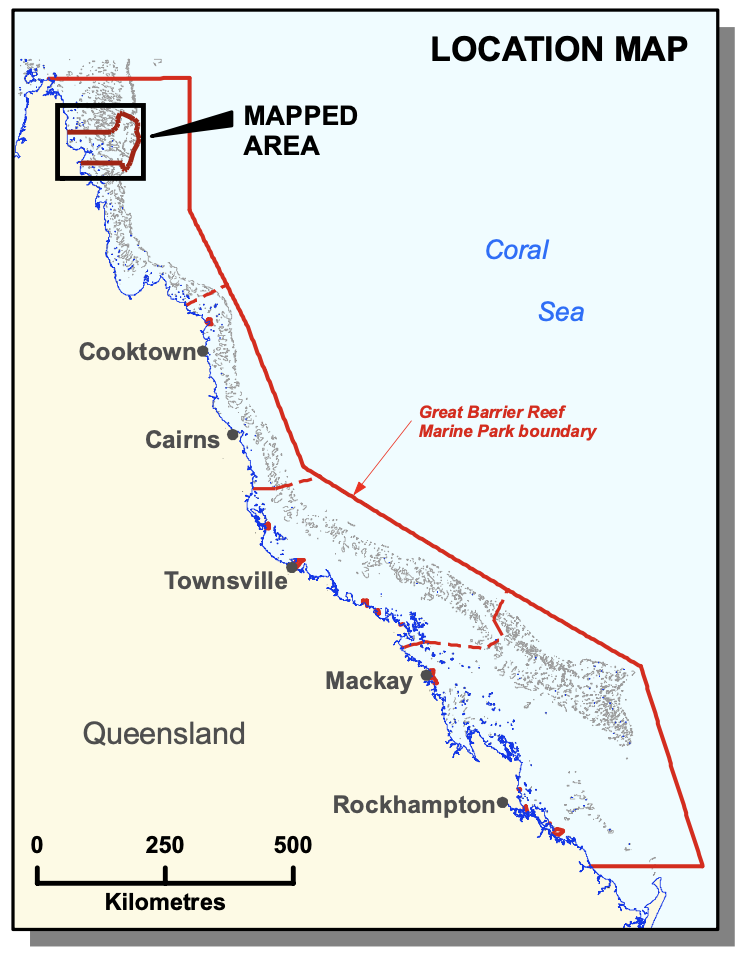 LOCATION MAP
MAPPED
AREA
Coral
Sea
Cooktown
Great Barrier Reef
Marine Park boundary
Cairns
Townsville
Mackay
Queensland
Rockhampton
0 250 500
Kilometres